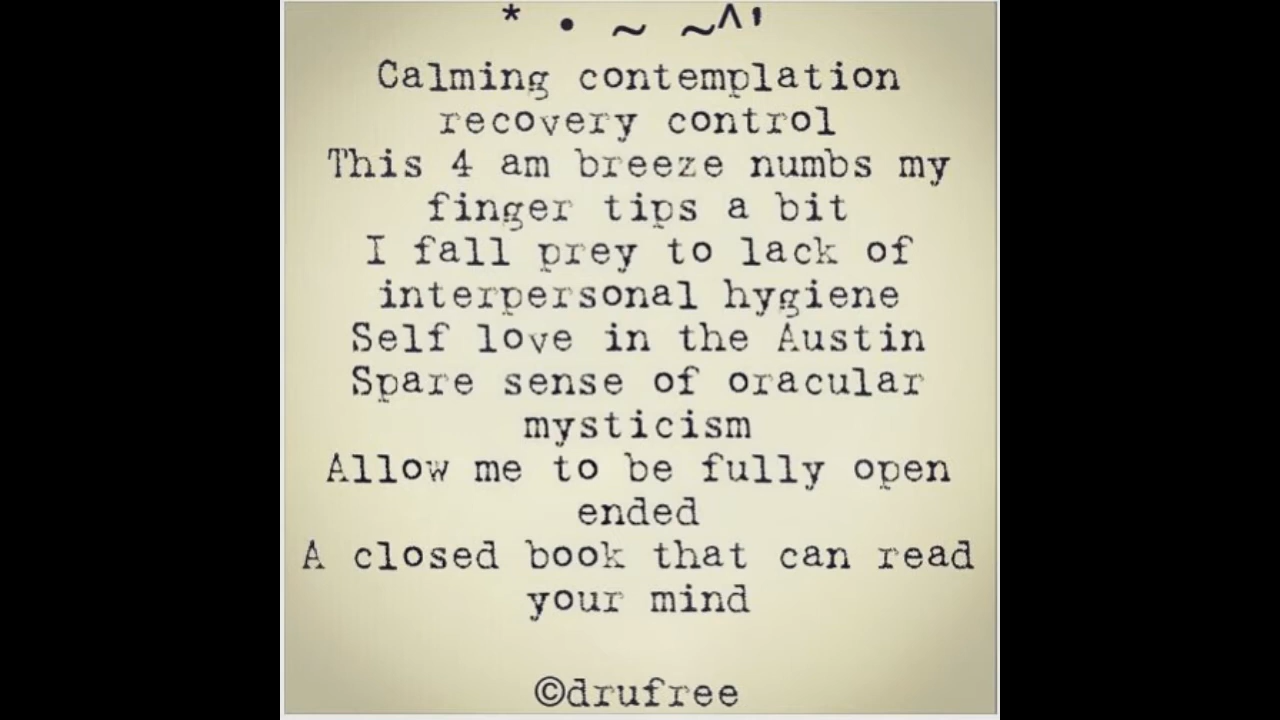 * • ~ ~^'
Calming contemplation
recovery control
This 4 am breeze numbs my
finger tips a bit
I fall prey to lack of
interpersonal hygiene
Self love in the Austin
Spare sense of oracular
mysticism
Allow me to be fully open
ended
A closed book that can read
your mind
©drufree